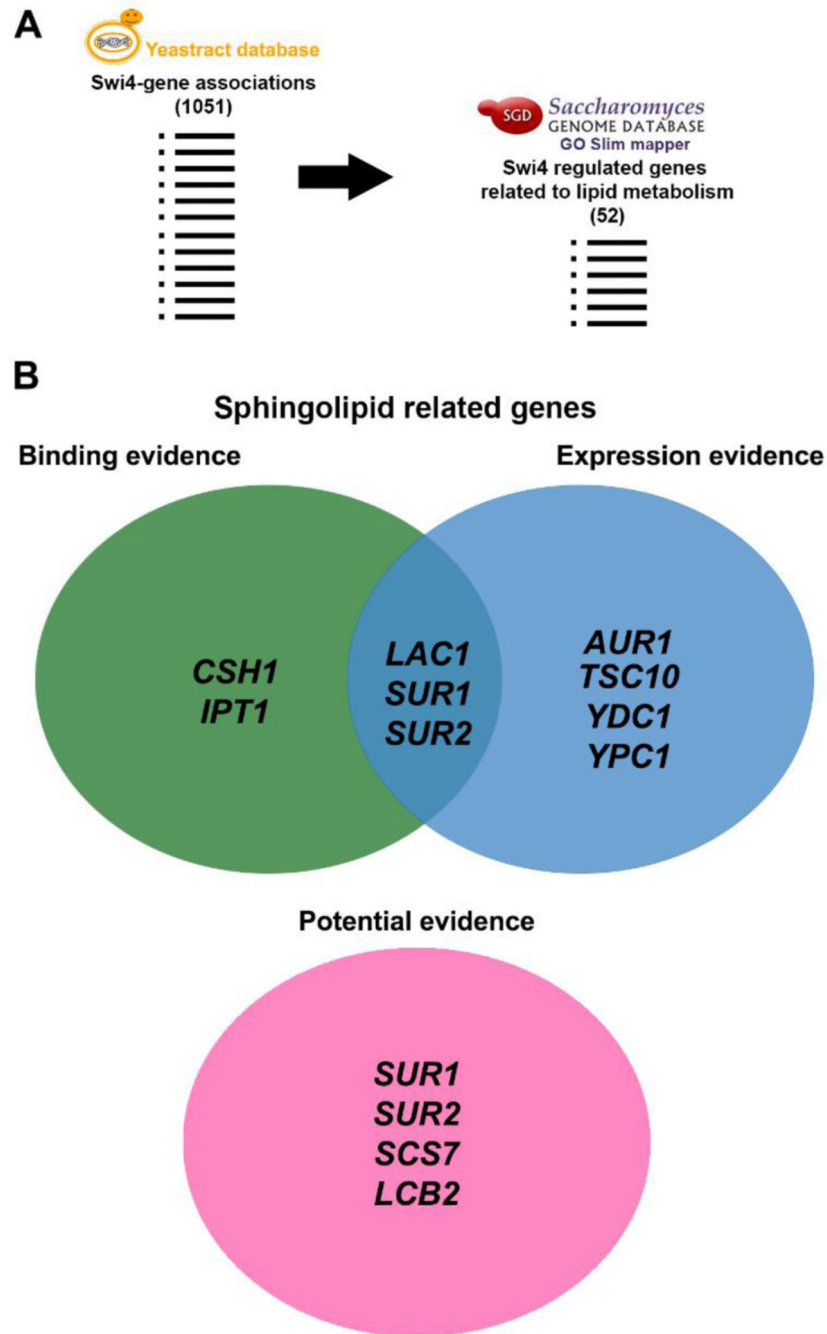 A
Yeastract database
Swi4-gene associations
(1051)
SGD
Saccharomyces
GENOME DATABASE
GO Slim mapper
Swi4 regulated genes
related to lipid metabolism
(52)
B
Sphingolipid related genes
Binding evidence
Expression evidence
CSH1
IPT1
LAC1
SUR1
SUR2
AUR1
TSC10
YDC1
YPC1
Potential evidence
SUR1
SUR2
SCS7
LCB2